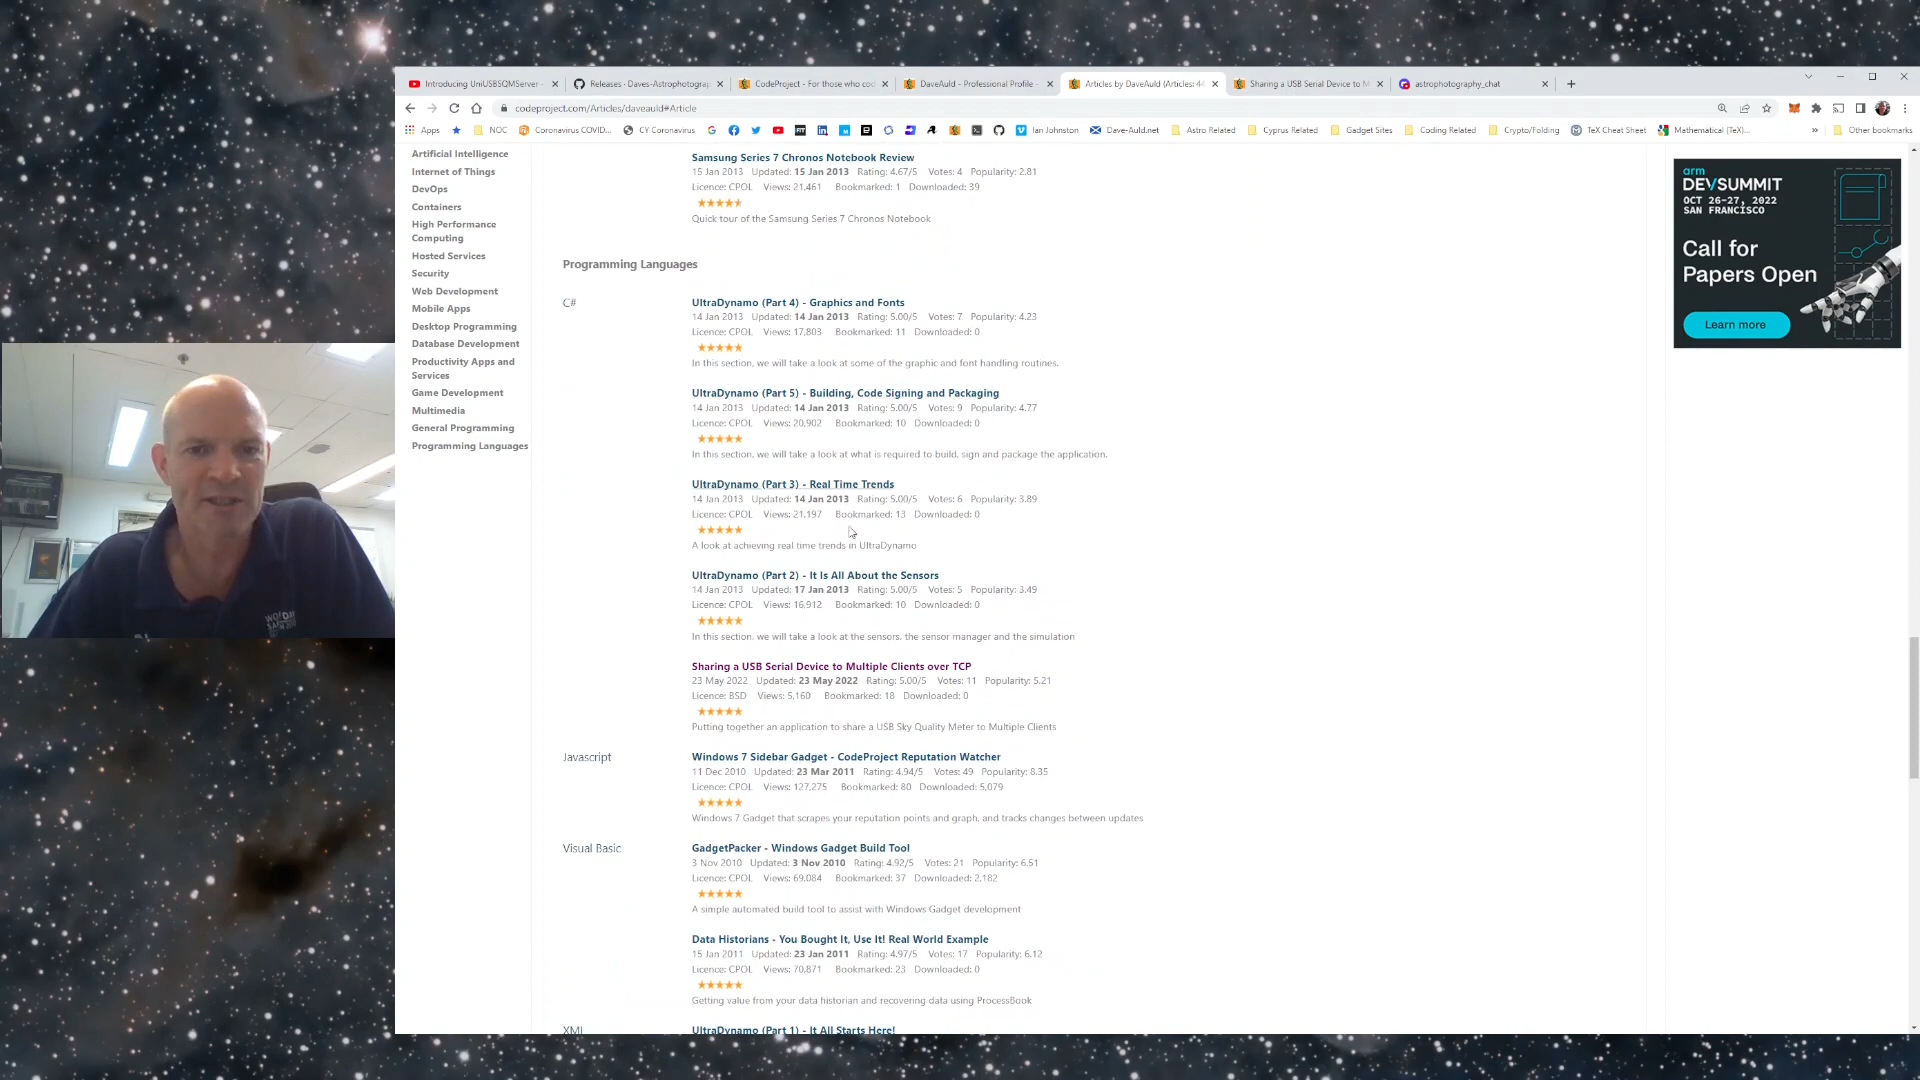 Introducing UniUSBSQMServer -
Releases · Daves-Astrophotogra
CodeProject - For those who cod
DaveAuld - Professional Profile -
Articles by DaveAuld (Articles: 44
Sharing a USB Serial Device to M
astrophotography_chat
codeproject.com/Articles/daveauld#Article
Apps
NOC
Coronavirus COVID...
CY Coronavirus
Ian Johnston
Dave-Auld.net
Astro Related
Cyprus Related
Gadget Sites
Coding Related
Crypto/Folding
TeX Cheat Sheet
Mathematical (TeX)...
»
Other bookmarks
Artificial Intelligence
Internet of Things
DevOps
Containers
High Performance
Computing
Hosted Services
Security
Web Development
Mobile Apps
Desktop Programming
Database Development
Productivity Apps and
Services
Game Development
Multimedia
General Programming
Programming Languages
Samsung Series 7 Chronos Notebook Review
15 Jan 2013 Updated: 15 Jan 2013 Rating: 4.67/5 Votes: 4 Popularity: 2.81
Licence: CPOL Views: 21,461 Bookmarked: 1 Downloaded: 39
Quick tour of the Samsung Series 7 Chronos Notebook
Programming Languages
C#
UltraDynamo (Part 4) - Graphics and Fonts
14 Jan 2013 Updated: 14 Jan 2013 Rating: 5.00/5 Votes: 7 Popularity: 4.23
Licence: CPOL Views: 17,803 Bookmarked: 11 Downloaded: 0
In this section, we will take a look at some of the graphic and font handling routines.
UltraDynamo (Part 5) - Building, Code Signing and Packaging
14 Jan 2013 Updated: 14 Jan 2013 Rating: 5.00/5 Votes: 9 Popularity: 4.77
Licence: CPOL Views: 20,902 Bookmarked: 10 Downloaded: 0
In this section, we will take a look at what is required to build, sign and package the application.
UltraDynamo (Part 3) - Real Time Trends
14 Jan 2013 Updated: 14 Jan 2013 Rating: 5.00/5 Votes: 6 Popularity: 3.89
Licence: CPOL Views: 21,197 Bookmarked: 13 Downloaded: 0
A look at achieving real time trends in UltraDynamo
UltraDynamo (Part 2) - It Is All About the Sensors
14 Jan 2013 Updated: 17 Jan 2013 Rating: 5.00/5 Votes: 5 Popularity: 3.49
Licence: CPOL Views: 16,912 Bookmarked: 10 Downloaded: 0
In this section, we will take a look at the sensors, the sensor manager and the simulation
Sharing a USB Serial Device to Multiple Clients over TCP
23 May 2022 Updated: 23 May 2022 Rating: 5.00/5 Votes: 11 Popularity: 5.21
Licence: BSD Views: 5,160 Bookmarked: 18 Downloaded: 0
Putting together an application to share a USB Sky Quality Meter to Multiple Clients
Javascript
Windows 7 Sidebar Gadget - CodeProject Reputation Watcher
11 Dec 2010 Updated: 23 Mar 2011 Rating: 4.94/5 Votes: 49 Popularity: 8.35
Licence: CPOL Views: 127,275 Bookmarked: 80 Downloaded: 5,079
Windows 7 Gadget that scrapes your reputation points and graph, and tracks changes between updates
Visual Basic
GadgetPacker - Windows Gadget Build Tool
3 Nov 2010 Updated: 3 Nov 2010 Rating: 4.92/5 Votes: 21 Popularity: 6.51
Licence: CPOL Views: 69,084 Bookmarked: 37 Downloaded: 2,182
A simple automated build tool to assist with Windows Gadget development
Data Historians - You Bought It, Use It! Real World Example
15 Jan 2011 Updated: 23 Jan 2011 Rating: 4.97/5 Votes: 17 Popularity: 6.12
Licence: CPOL Views: 70,871 Bookmarked: 23 Downloaded: 0
Getting value from your data historian and recovering data using ProcessBook
XML
UltraDynamo (Part 1) - It All Starts Here!
arm
DEVSUMMIT
OCT 26-27, 2022
SAN FRANCISCO
Call for
Papers Open
Learn more